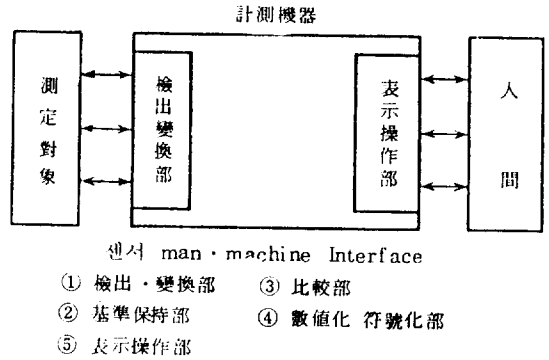 計測機器
測定對象
檢出變換部
表示操作部
人間
센서 man · machine Interface
① 檢出 · 變換部 ③ 比較部
② 基準保持部 ④ 數値化 符號化部
⑤ 表示操作部